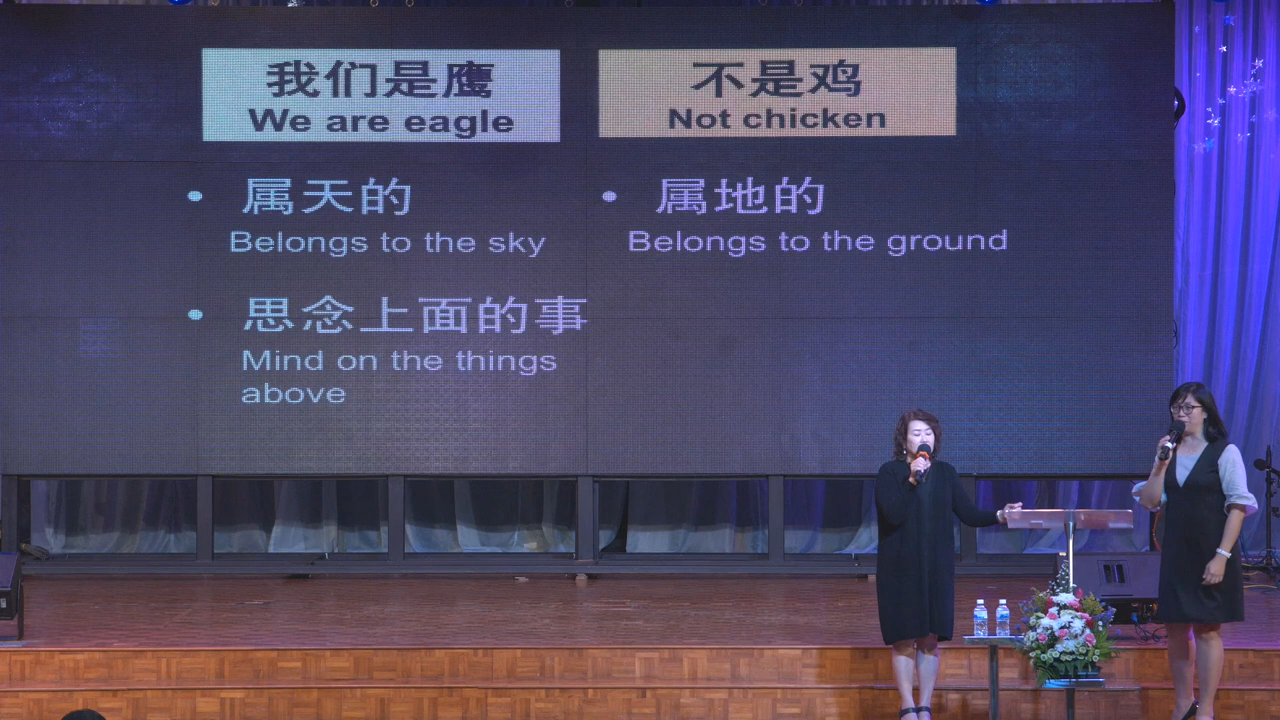 我们是鹰
We are eagle
不是鸡
Not chicken
• 属天的
Belongs to the sky
• 属地的
Belongs to the ground
• 思念上面的事
Mind on the things
above